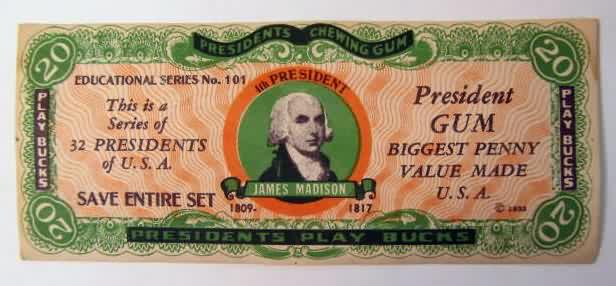 PRESIDENTS CHEWING GUM
20
20
EDUCATIONAL SERIES No. 101
4th PRESIDENT
This is a
Series of
32 PRESIDENTS
of U.S.A.
SAVE ENTIRE SET
PLAY BUCKS
JAMES MADISON
1809-
1817
President
GUM
BIGGEST PENNY
VALUE MADE
U.S.A.
©
PLAY BUCKS
20
20
PRESIDENTS PLAY BUCKS